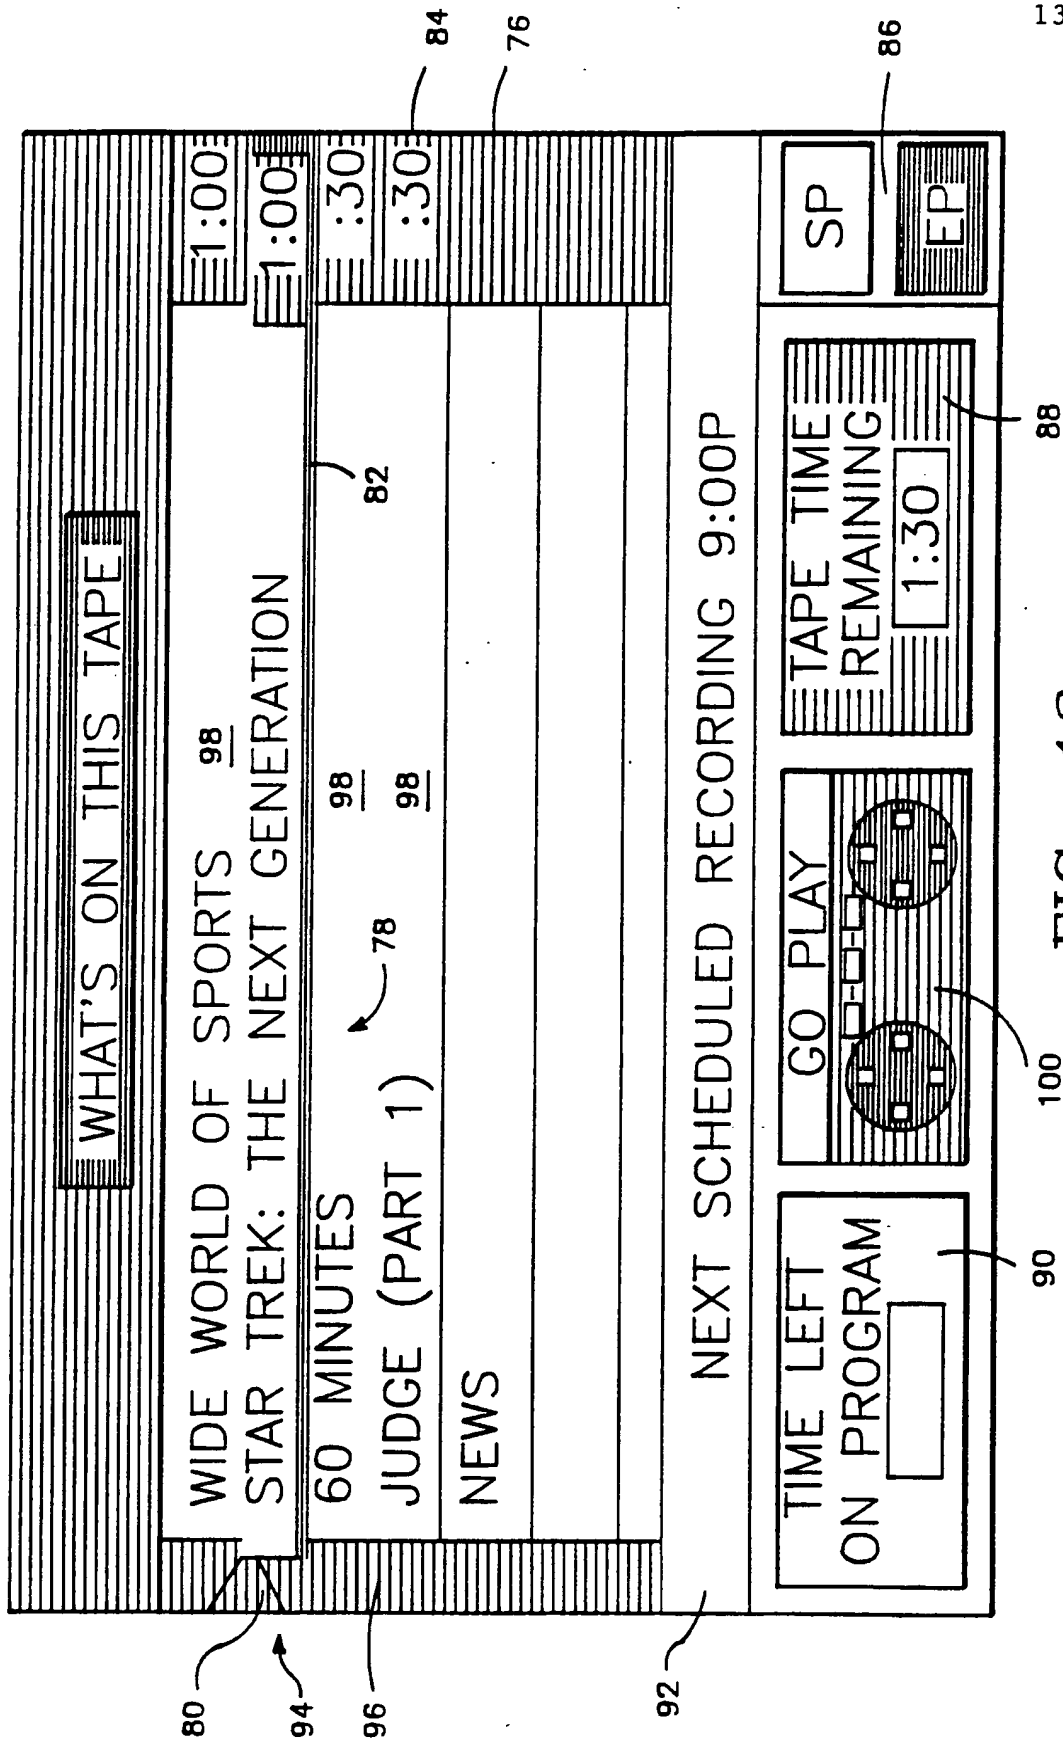 13
WHAT'S ON THIS TAPE
WIDE WORLD OF SPORTS 98 1:00
STAR TREK: THE NEXT GENERATION 1:00
60 MINUTES 98 :30
JUDGE (PART 1) 98 :30
NEWS
NEXT SCHEDULED RECORDING 9:00P
TIME LEFT
ON PROGRAM
GO PLAY
TAPE TIME
REMAINING
1:30
SP
EP
80
94
96
92
78
82
84
76
86
90
100
88